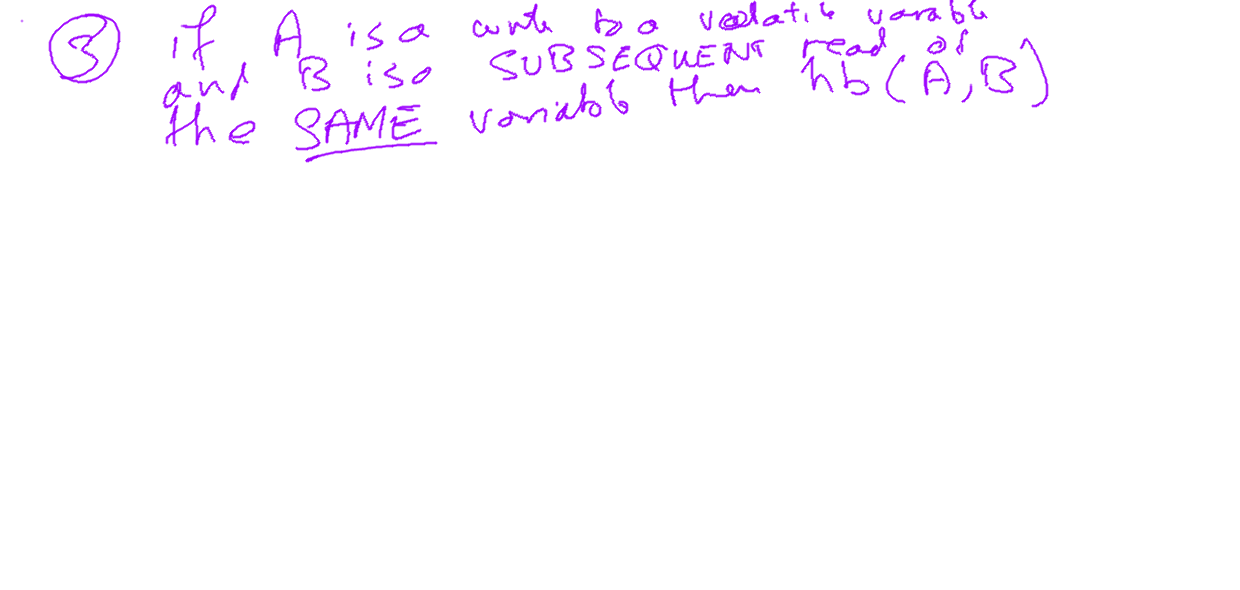 ③ if A is a write to a volatile variable
and B is a SUBSEQUENT read of
the SAME variable then hb(A,B)